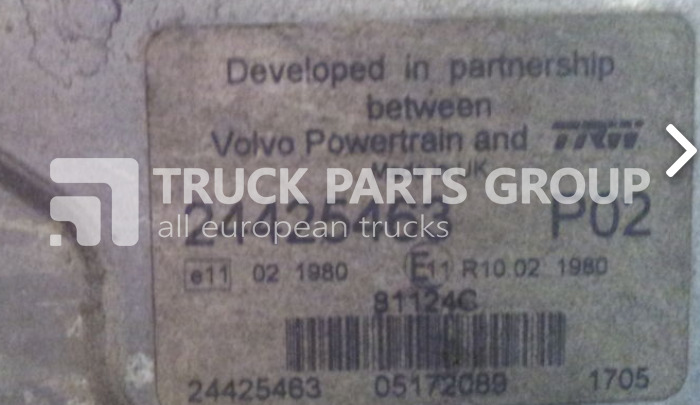 Developed in partnership
between
Volvo Powertrain and TRW
TRUCK PARTS GROUP
24425463 P02
all european trucks
e11 02 1980 E11 R10.02 1980
81124C
24425463 05172089 1705